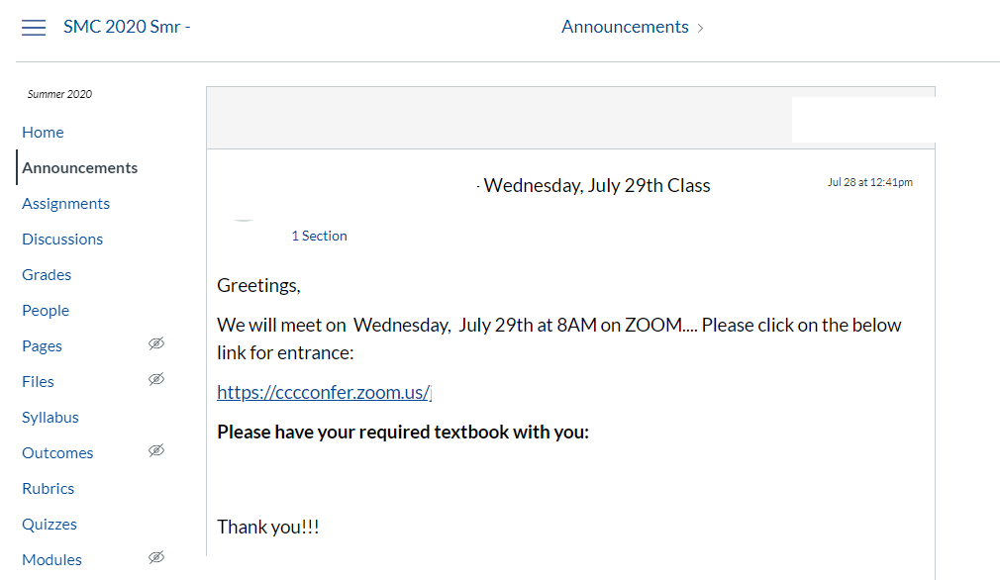 SMC 2020 Smr -
Announcements
Summer 2020
Home
Announcements
Assignments
Discussions
Grades
People
Pages
Files
Syllabus
Outcomes
Rubrics
Quizzes
Modules
Wednesday, July 29th Class
Jul 28 at 12:41pm
1 Section
Greetings,
We will meet on Wednesday, July 29th at 8AM on ZOOM.... Please click on the below
link for entrance:
https://cccconfer.zoom.us/j
Please have your required textbook with you:
Thank you!!!